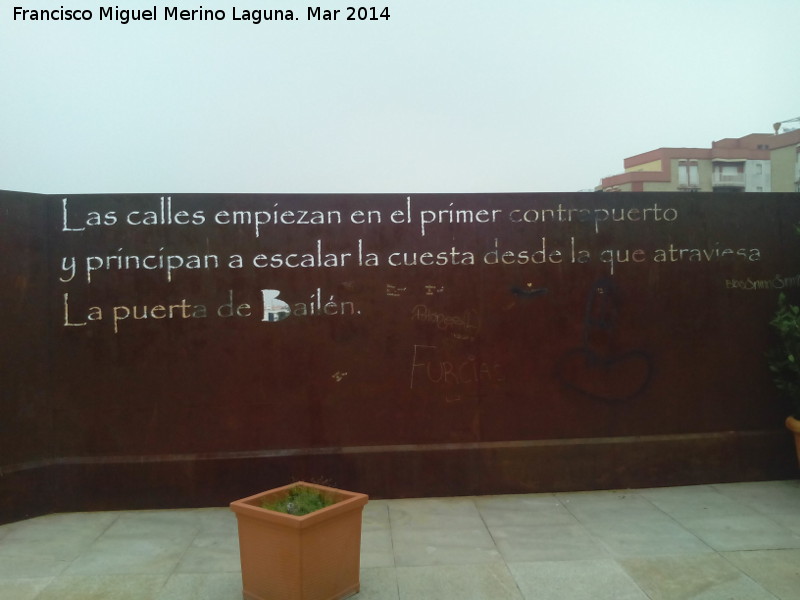 Francisco Miguel Merino Laguna. Mar 2014
Las calles empiezan en el primer contrapuerto
y principan a escalar la cuesta desde la que atraviesa
La puerta de Bailén.
FURCIAS